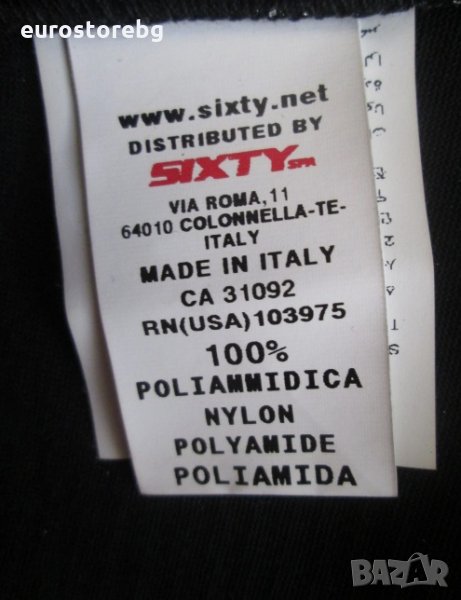 eurostorebg
www.sixty.net
DISTRIBUTED BY
SIXTY SPA
VIA ROMA,11
64010 COLONNELLA-TE-
ITALY
MADE IN ITALY
CA 31092
RN(USA)103975
100%
POLIAMMIDICA
NYLON
POLYAMIDE
POLIAMIDA
BAZAR